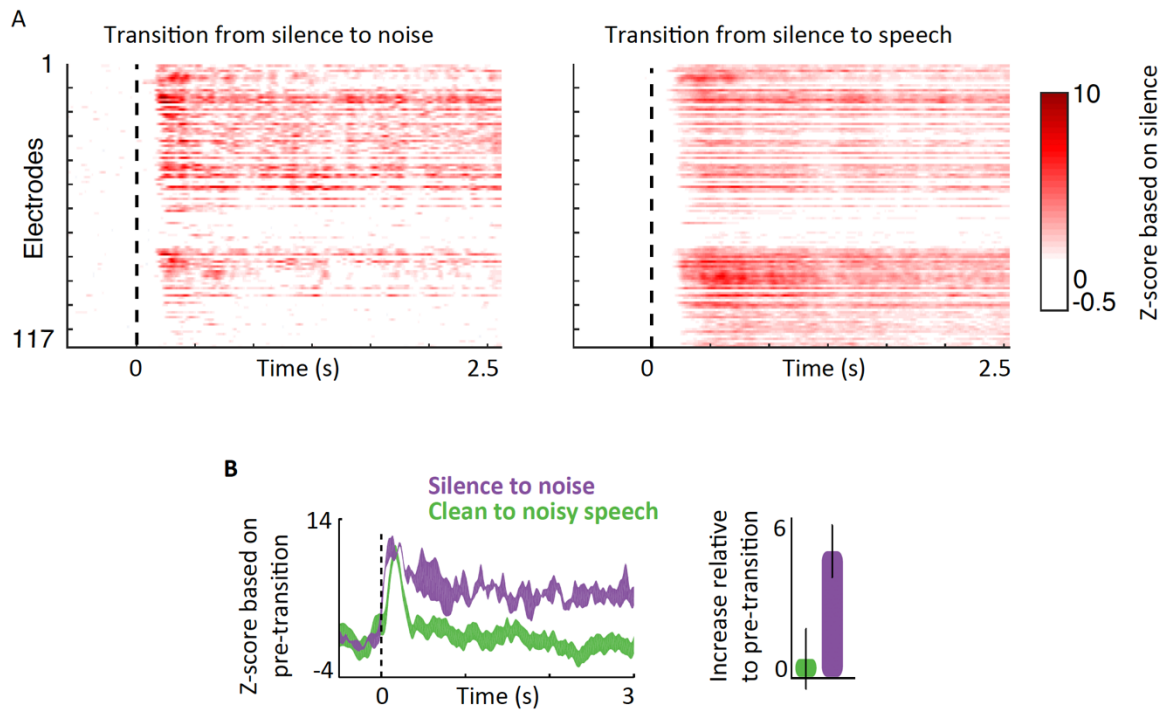 A
Transition from silence to noise
Transition from silence to speech
1
117
Electrodes
0
Time (s)
2.5
0
Time (s)
2.5
10
0
-0.5
Z-score based on silence
B
Silence to noise
Clean to noisy speech
Z-score based on
pre-transition
14
-4
0
Time (s)
3
Increase relative
to pre-transition
6
0